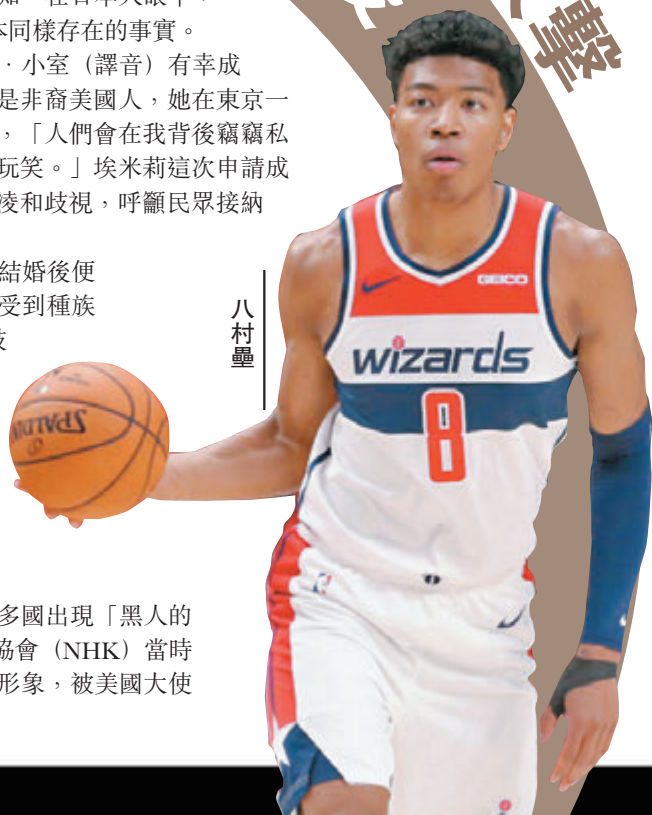 本同樣存在的事實。
．小室（譯音）有幸成
是非裔美國人，她在東京一
，「人們會在我背後竊竊私
玩笑。」埃米莉這次申請成
凌和歧視，呼籲民眾接納
結婚後便
受到種族
八村壘
SPALDIN
GEICO
wizards
8
多國出現「黑人的
協會（NHK）當時
形象，被美國大使